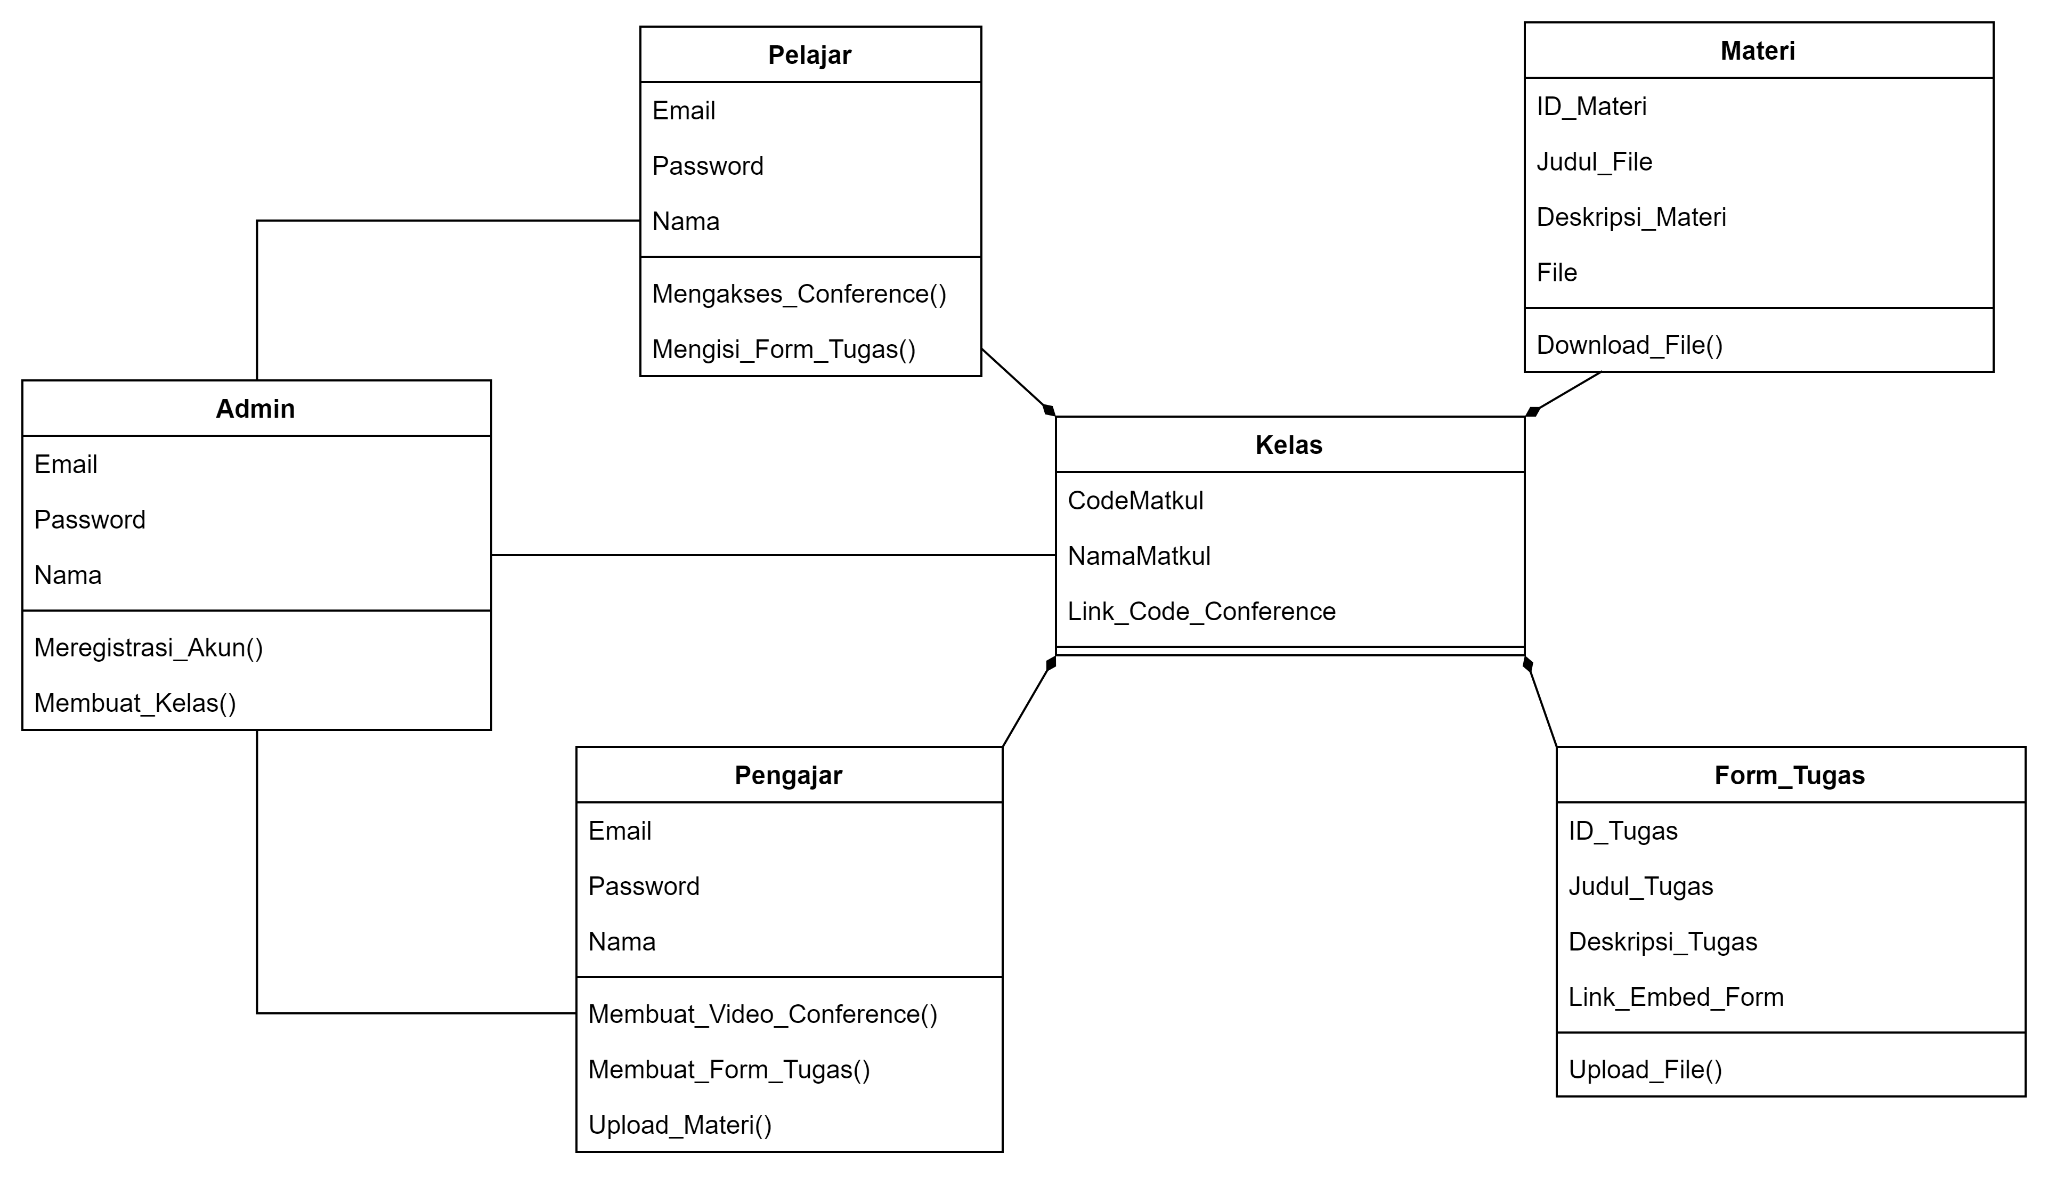 Pelajar
Email
Password
Nama
Mengakses_Conference()
Mengisi_Form_Tugas()
Materi
ID_Materi
Judul_File
Deskripsi_Materi
File
Download_File()
Admin
Email
Password
Nama
Meregistrasi_Akun()
Membuat_Kelas()
Kelas
CodeMatkul
NamaMatkul
Link_Code_Conference
Pengajar
Email
Password
Nama
Membuat_Video_Conference()
Membuat_Form_Tugas()
Upload_Materi()
Form_Tugas
ID_Tugas
Judul_Tugas
Deskripsi_Tugas
Link_Embed_Form
Upload_File()